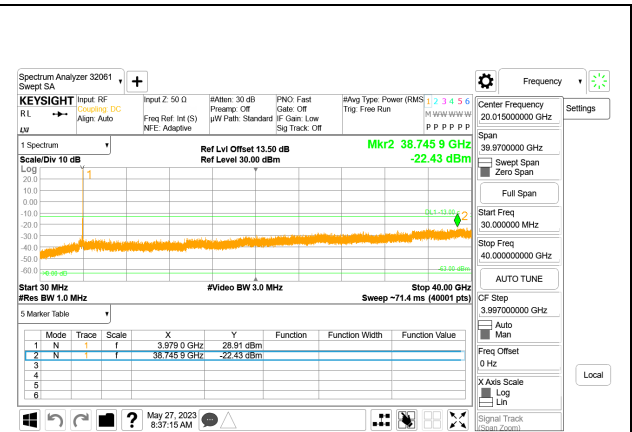 Spectrum Analyzer 32061
Swept SA
Frequency
KEYSIGHT
RL
Input: RF
Coupling: DC
Align: Auto
Input Z: 50 Ω
Freq Ref: Int (S)
NFE: Adaptive
#Atten: 30 dB
Preamp: Off
µW Path: Standard
PNO: Fast
Gate: Off
IF Gain: Low
Sig Track: Off
#Avg Type: Power (RMS
Trig: Free Run
1 2 3 4 5 6
M W W W W W
P P P P P P
Center Frequency
20.015000000 GHz
Settings
1 Spectrum
Scale/Div 10 dB
Ref Lvl Offset 13.50 dB
Ref Level 30.00 dBm
Mkr2 38.745 9 GHz
-22.43 dBm
Span
39.9700000 GHz
Swept Span
Zero Span
Full Span
Start Freq
30.000000 MHz
Stop Freq
40.000000000 GHz
AUTO TUNE
CF Step
3.997000000 GHz
Auto
Man
Freq Offset
0 Hz
X Axis Scale
Log
Lin
Signal Track
(Span Zoom)
Local
Log
20.0
10.0
0.00
-10.0
-20.0
-30.0
-40.0
-50.0
-60.0
1
DL1 -13.00
2
-63.00 dBm
Start 30 MHz
#Res BW 1.0 MHz
#Video BW 3.0 MHz
Stop 40.00 GHz
Sweep ~71.4 ms (40001 pts)
5 Marker Table
Mode Trace Scale X Y Function Function Width Function Value
1 N 1 f 3.979 0 GHz 28.91 dBm
2 N 1 f 38.745 9 GHz -22.43 dBm
3
4
5
6
?
May 27, 2023
8:37:15 AM